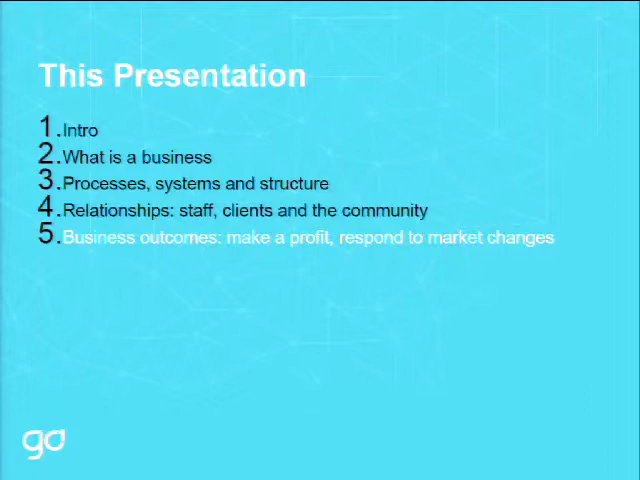 This Presentation
1. Intro
2. What is a business
3. Processes, systems and structure
4. Relationships: staff, clients and the community
5. Business outcomes: make a profit, respond to market changes
go